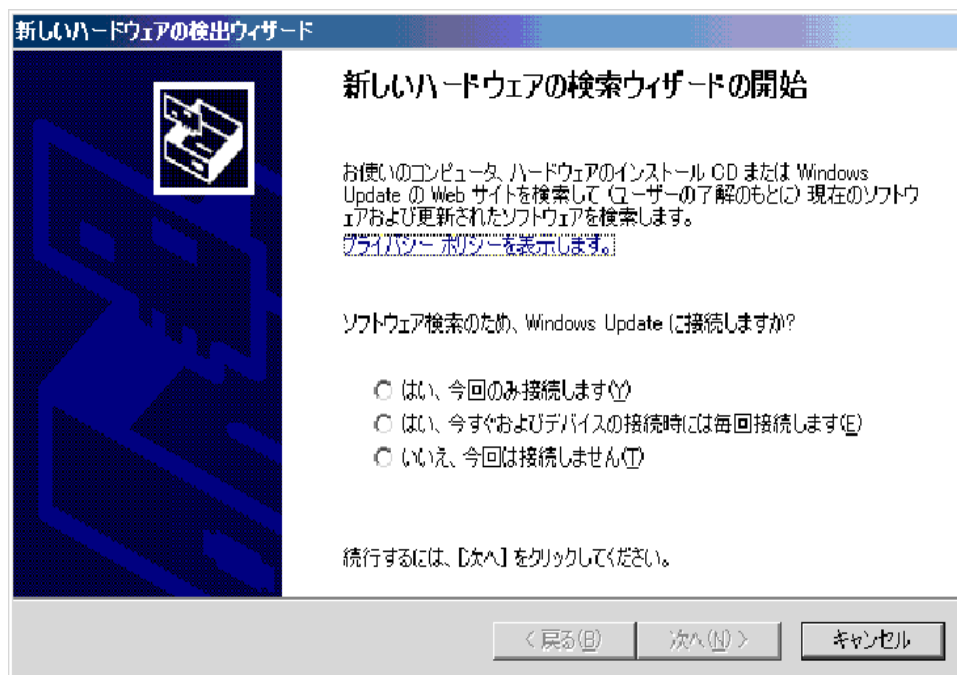 新しいハードウェアの検出ウィザード
新しいハードウェアの検索ウィザードの開始
お使いのコンピュータ、ハードウェアのインストール CD または Windows
Update の Web サイトを検索して (ユーザーの了解のもとに) 現在のソフトウ
ェアおよび更新されたソフトウェアを検索します。
プライバシー ポリシーを表示します。
ソフトウェア検索のため、Windows Update に接続しますか?
はい、今回のみ接続します(Y)
はい、今すぐおよびデバイスの接続時には毎回接続します(E)
いいえ、今回は接続しません(T)
続行するには、[次へ] をクリックしてください。
< 戻る(B)
次へ(N) >
キャンセル